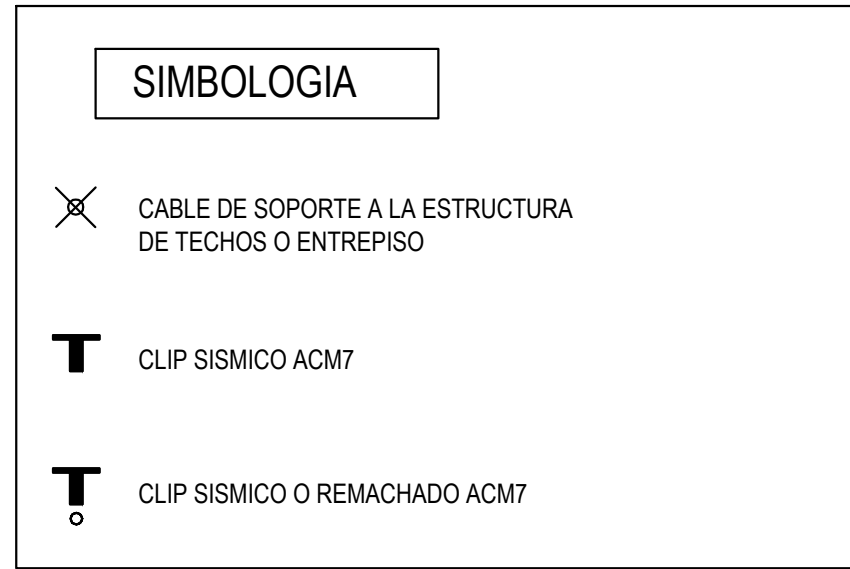 SIMBOLOGIA
CABLE DE SOPORTE A LA ESTRUCTURA
DE TECHOS O ENTREPISO
CLIP SISMICO ACM7
CLIP SISMICO O REMACHADO ACM7